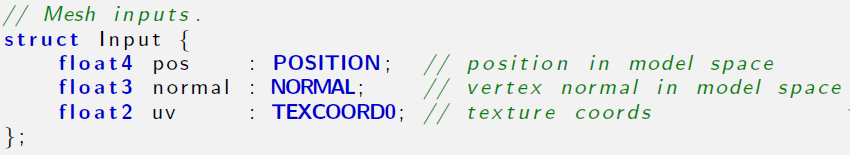 // Mesh inputs.
struct Input {
    float4 pos    : POSITION;  // position in model space
    float3 normal : NORMAL;    // vertex normal in model space
    float2 uv     : TEXCOORD0; // texture coords
};